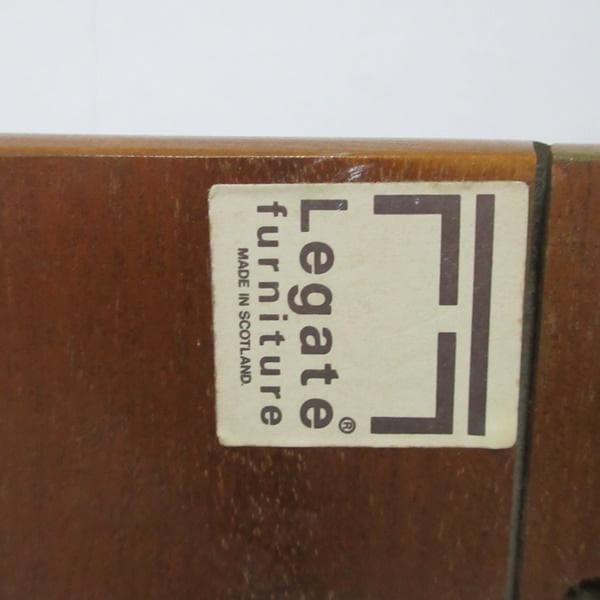 Legate®
furniture
MADE IN SCOTLAND.